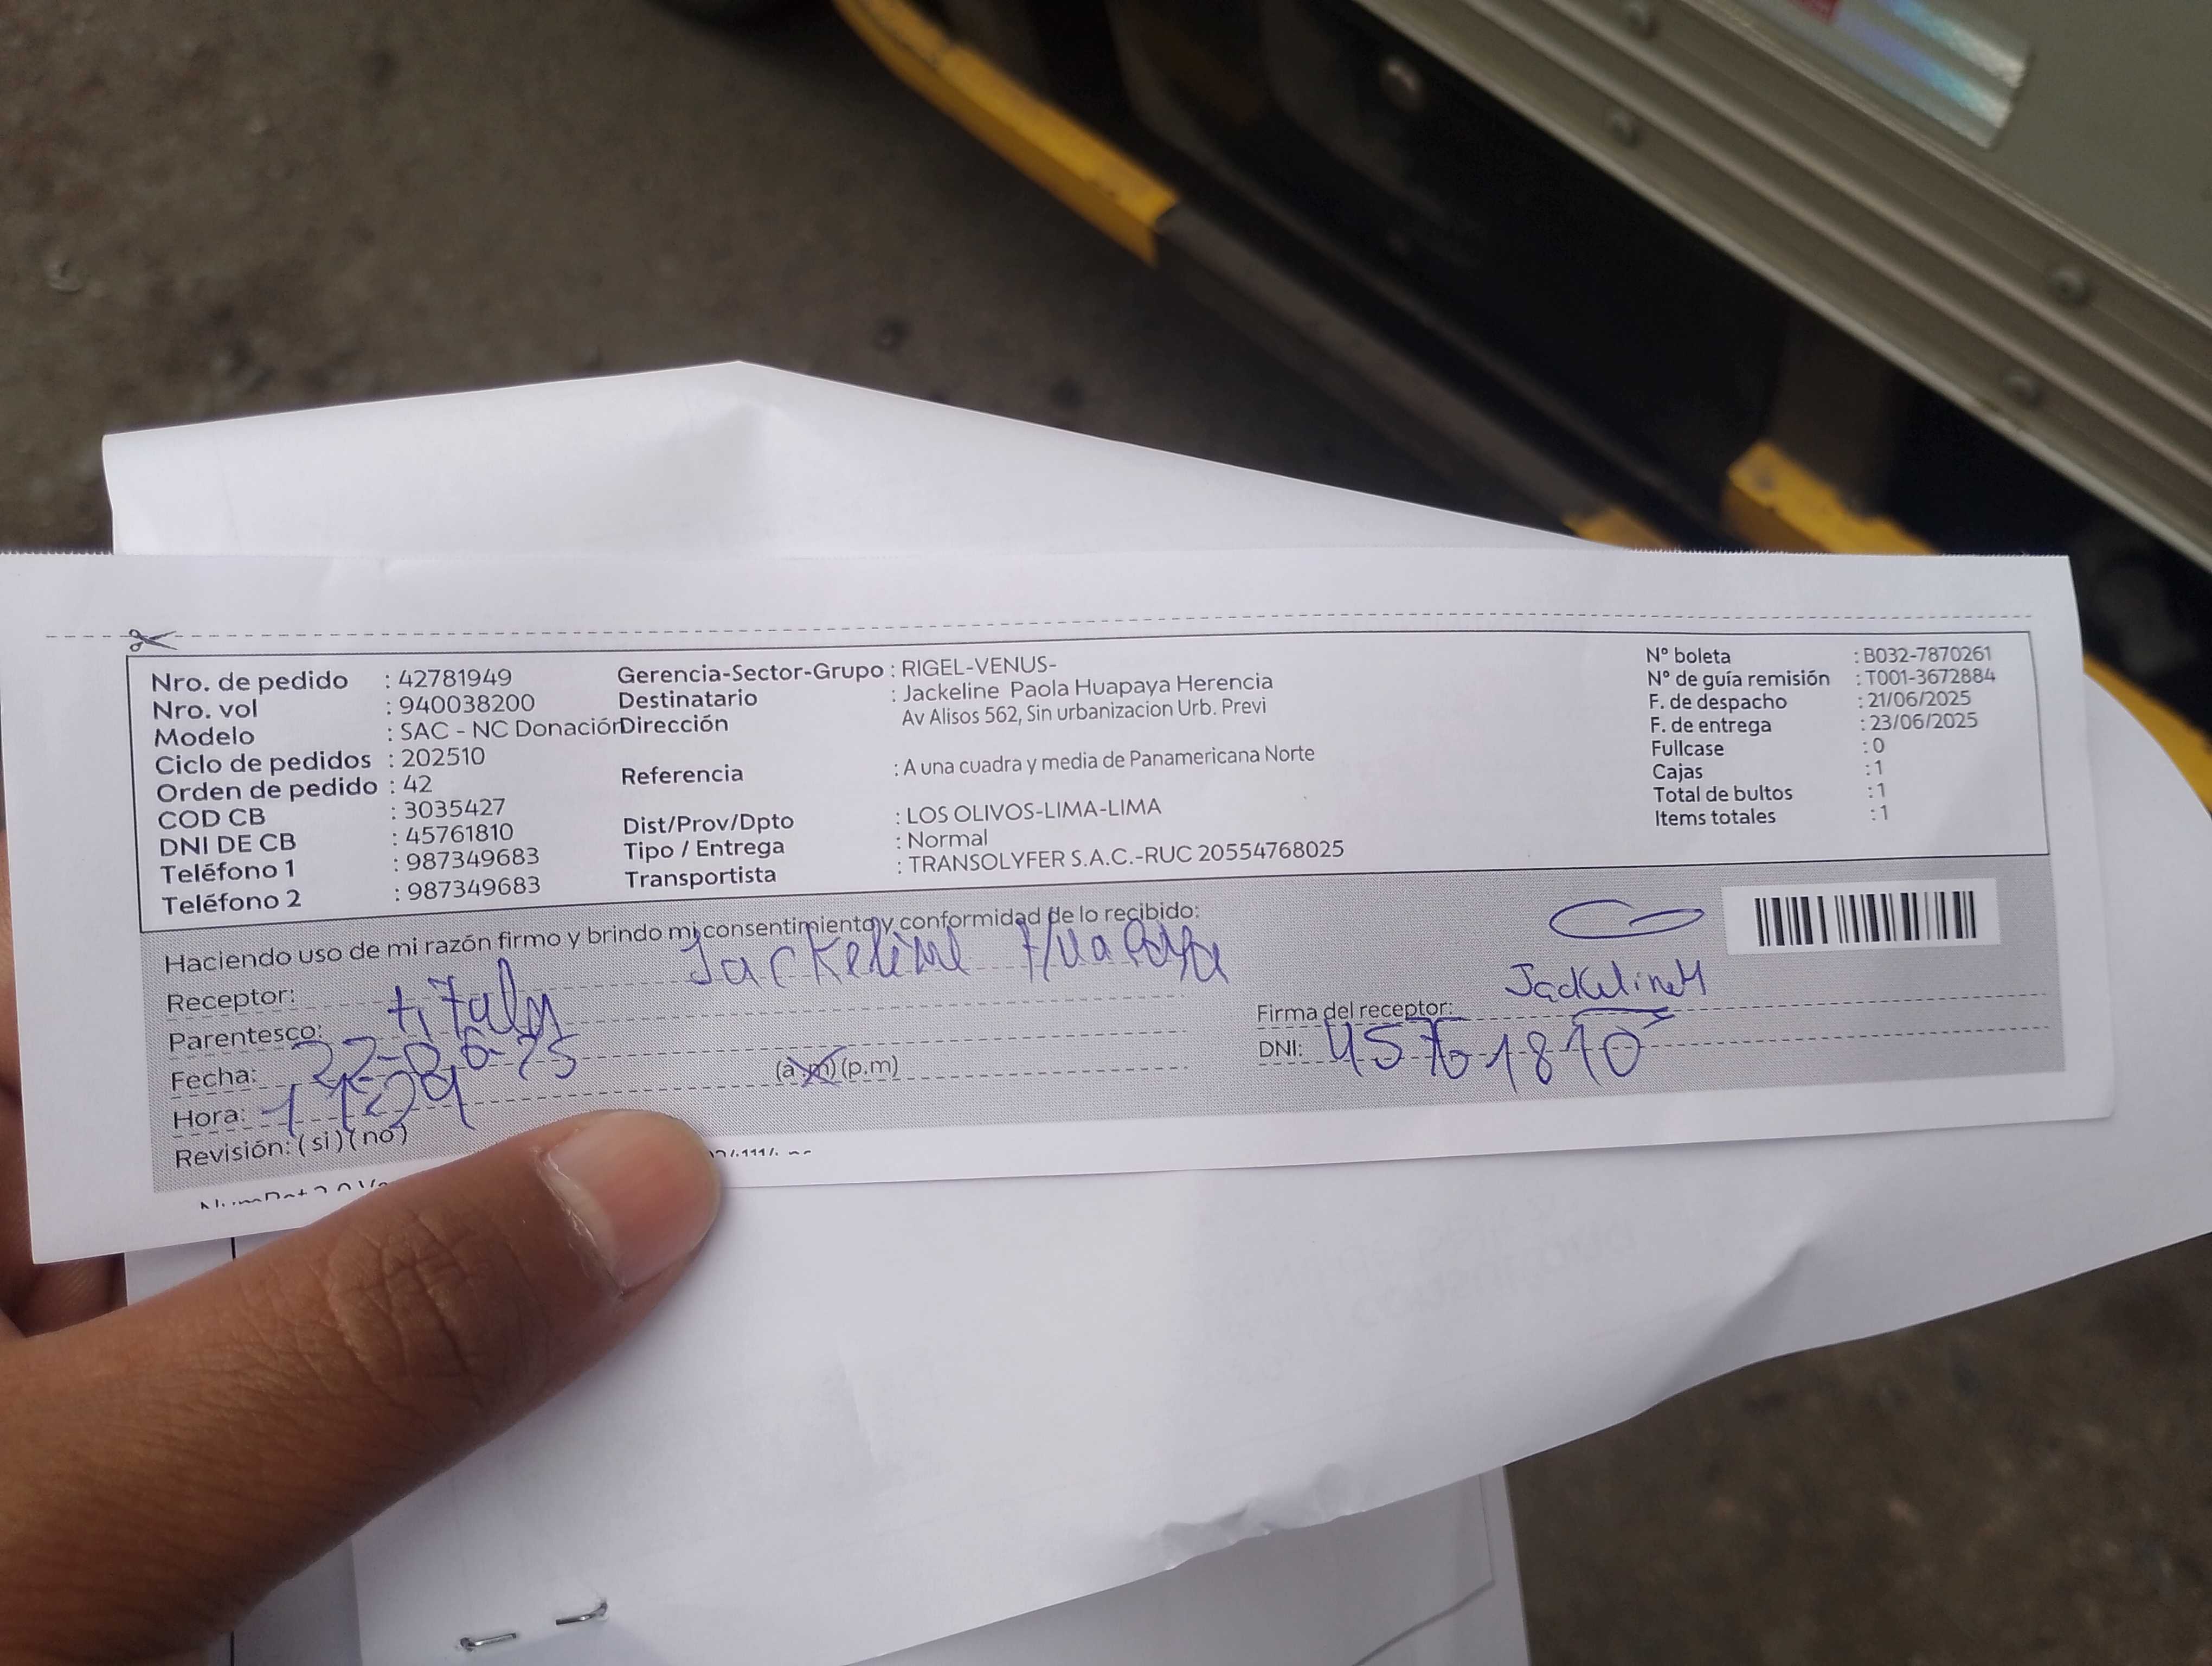 Nro. de pedido : 42781949
Nro. vol : 940038200
Modelo : SAC - NC Donación
Ciclo de pedidos : 202510
Orden de pedido : 42
COD CB : 3035427
DNI DE CB : 45761810
Teléfono 1 : 987349683
Teléfono 2 : 987349683
Gerencia-Sector-Grupo : RIGEL-VENUS-
Destinatario : Jackeline Paola Huapaya Herencia
Dirección Av Alisos 562, Sin urbanizacion Urb. Previ
Referencia : A una cuadra y media de Panamericana Norte
Dist/Prov/Dpto : LOS OLIVOS-LIMA-LIMA
Tipo / Entrega : Normal
Transportista : TRANSOLYFER S.A.C.-RUC 20554768025
N° boleta : B032-7870261
N° de guía remisión : T001-3672884
F. de despacho : 21/06/2025
F. de entrega : 23/06/2025
Fullcase : 0
Cajas : 1
Total de bultos : 1
Items totales : 1
Haciendo uso de mi razón firmo y brindo mi consentimiento y conformidad de lo recibido:
Receptor: Jackeline Huapaya
Parentesco: titular
Fecha: 22-06-25
Hora: (a.m) (p.m)
Revisión: (si) (no)
Firma del receptor: Jackeline H
DNI: 45761810